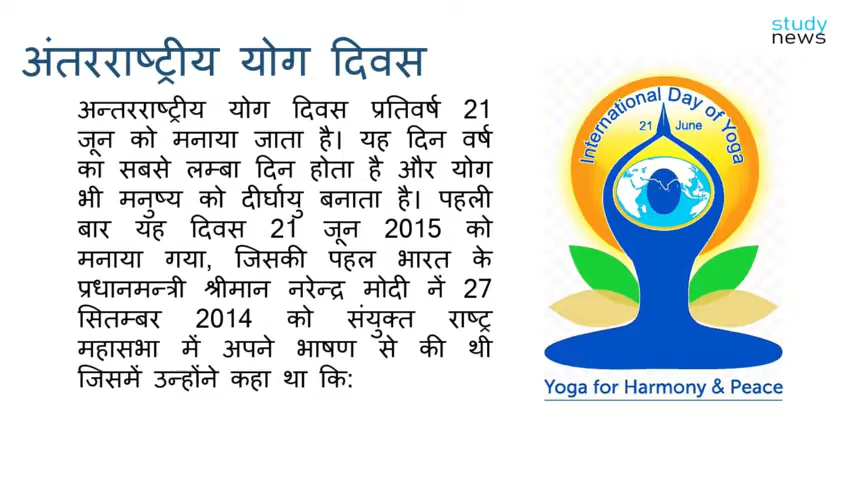 study
news
अंतरराष्ट्रीय योग दिवस
अन्तरराष्ट्रीय योग दिवस प्रतिवर्ष 21
जून को मनाया जाता है। यह दिन वर्ष
का सबसे लम्बा दिन होता है और योग
भी मनुष्य को दीर्घायु बनाता है। पहली
बार यह दिवस 21 जून 2015 को
मनाया गया, जिसकी पहल भारत के
प्रधानमन्त्री श्रीमान नरेन्द्र मोदी नें 27
सितम्बर 2014 को संयुक्त राष्ट्र
महासभा में अपने भाषण से की थी
जिसमें उन्होंने कहा था कि:
International Day of Yoga
21 June
Yoga for Harmony & Peace